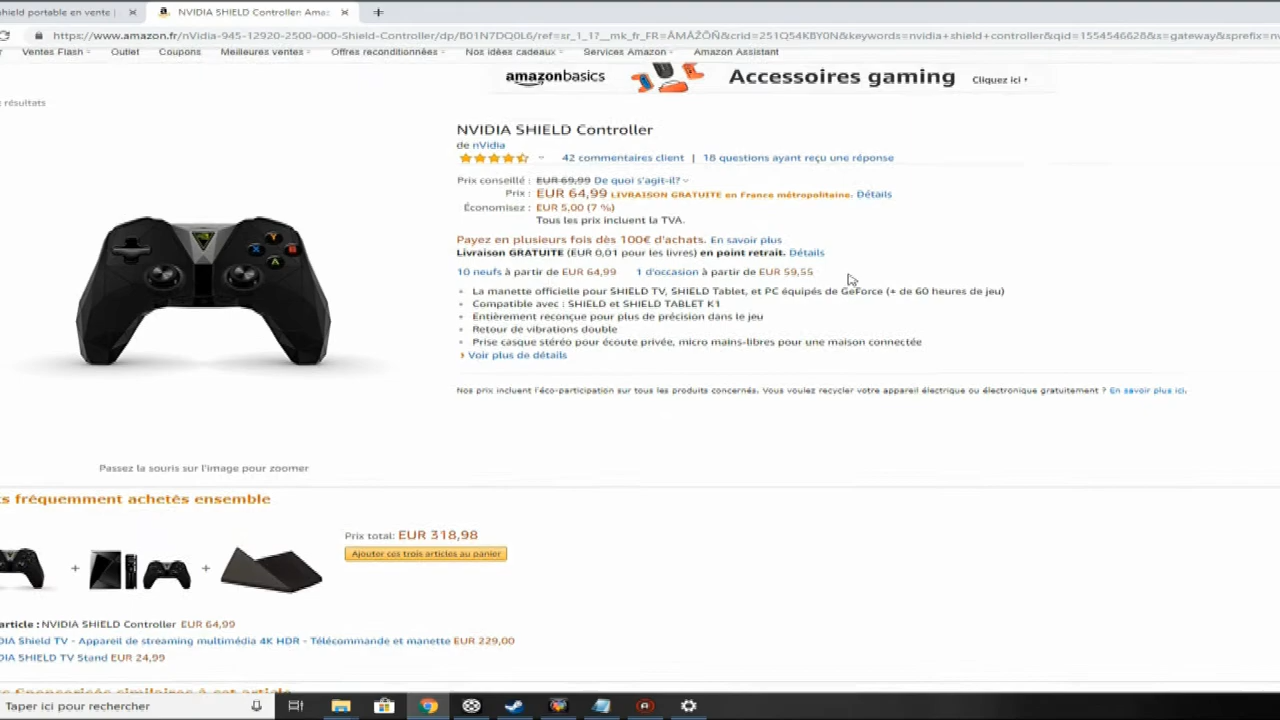 shield portable en vente |
NVIDIA SHIELD Controller: Amaz
https://www.amazon.fr/nVidia-945-12920-2500-000-Shield-Controller/dp/B01N7DQ0L6/ref=sr_1_1?__mk_fr_FR=ÅMÅŽÕÑ&crid=251Q54KBY0N&keywords=nvidia+shield+controller&qid=1554546628&s=gateway&sprefix=nv
Ventes Flash Outlet Coupons Meilleures ventes Offres reconditionnées Nos idées cadeaux Services Amazon Amazon Assistant
amazonbasics Accessoires gaming Cliquez ici
résultats
NVIDIA SHIELD Controller
de nVidia
42 commentaires client | 18 questions ayant reçu une réponse
Prix conseillé : EUR 69,99 De quoi s'agit-il?
Prix : EUR 64,99 LIVRAISON GRATUITE en France métropolitaine. Détails
Économisez : EUR 5,00 (7 %)
Tous les prix incluent la TVA.
Payez en plusieurs fois dès 100€ d'achats. En savoir plus
Livraison GRATUITE (EUR 0,01 pour les livres) en point retrait. Détails
10 neufs à partir de EUR 64,99 1 d'occasion à partir de EUR 59,55
La manette officielle pour SHIELD TV, SHIELD Tablet, et PC équipés de GeForce (+ de 60 heures de jeu)
Compatible avec : SHIELD et SHIELD TABLET K1
Entièrement reconçue pour plus de précision dans le jeu
Retour de vibrations double
Prise casque stéréo pour écoute privée, micro mains-libres pour une maison connectée
Voir plus de détails
Nos prix incluent l'éco-participation sur tous les produits concernés. Vous voulez recycler votre appareil électrique ou électronique gratuitement ? En savoir plus ici.
Passez la souris sur l'image pour zoomer
s fréquemment achetés ensemble
Prix total: EUR 318,98
+ +
Ajouter ces trois articles au panier
article : NVIDIA SHIELD Controller EUR 64,99
DIA Shield TV - Appareil de streaming multimédia 4K HDR - Télécommande et manette EUR 229,00
DIA SHIELD TV Stand EUR 24,99
s Sponsorisés similaires à cet article
Taper ici pour rechercher